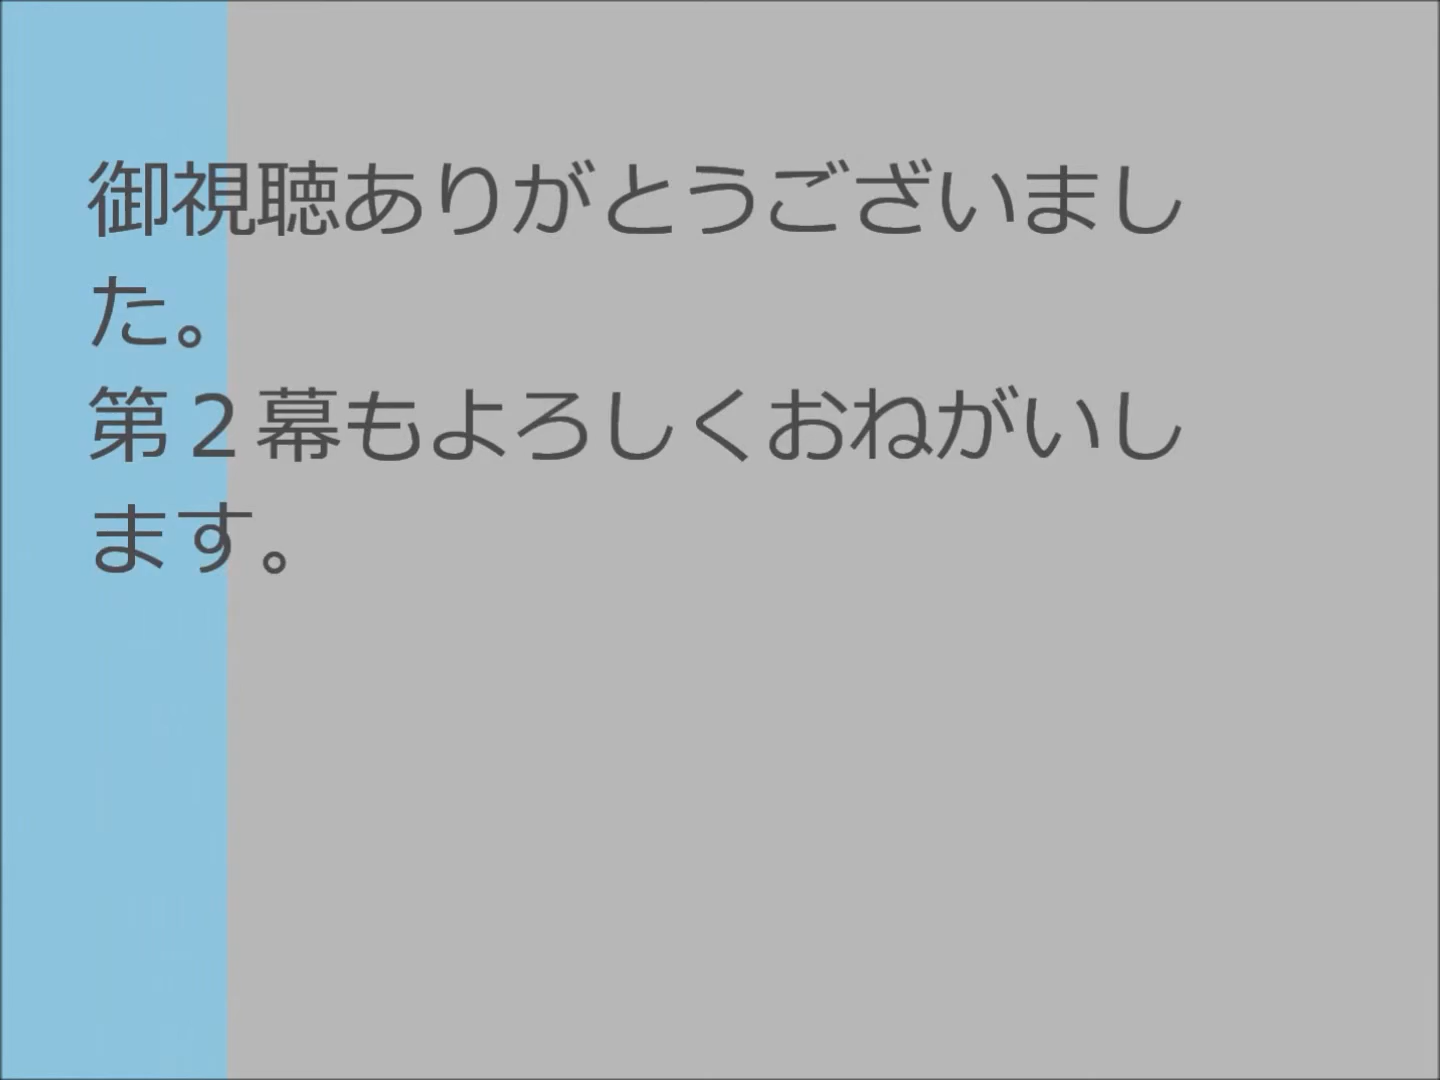 御視聴ありがとうございまし
た。
第２幕もよろしくおねがいし
ます。